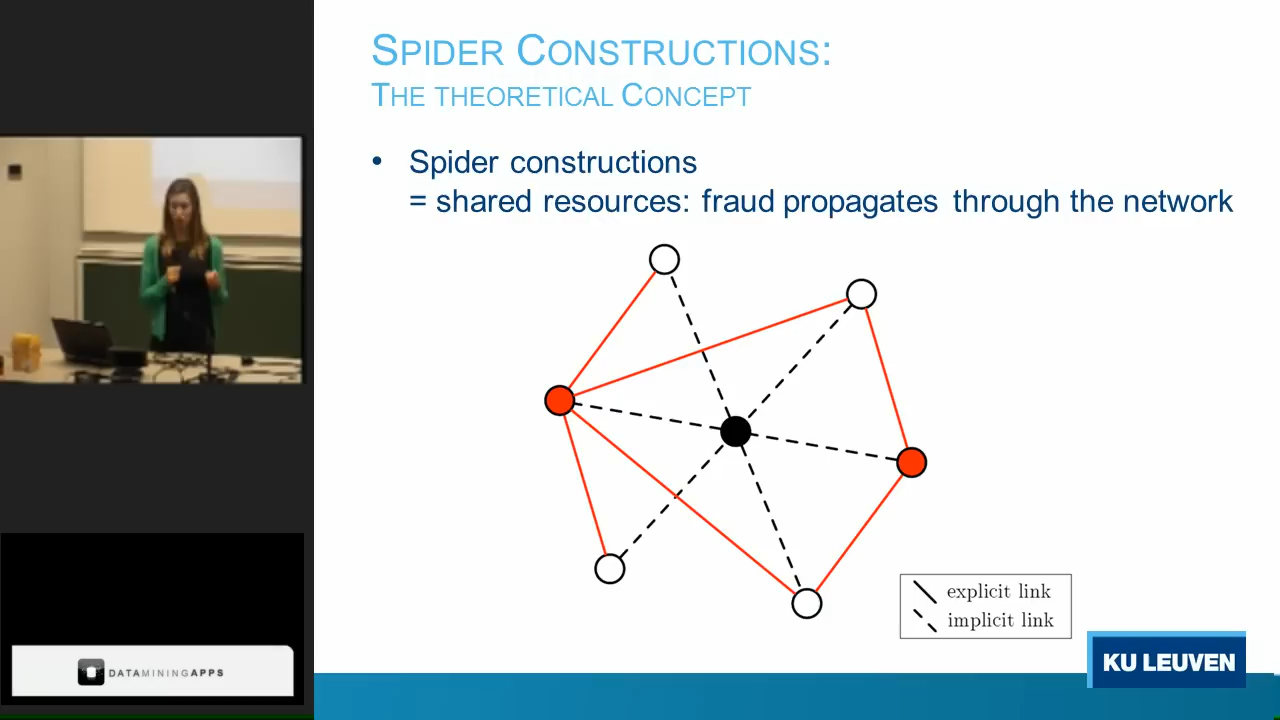 SPIDER CONSTRUCTIONS:
THE THEORETICAL CONCEPT
• Spider constructions
= shared resources: fraud propagates through the network
explicit link
implicit link
KU LEUVEN
DATAMININGAPPS